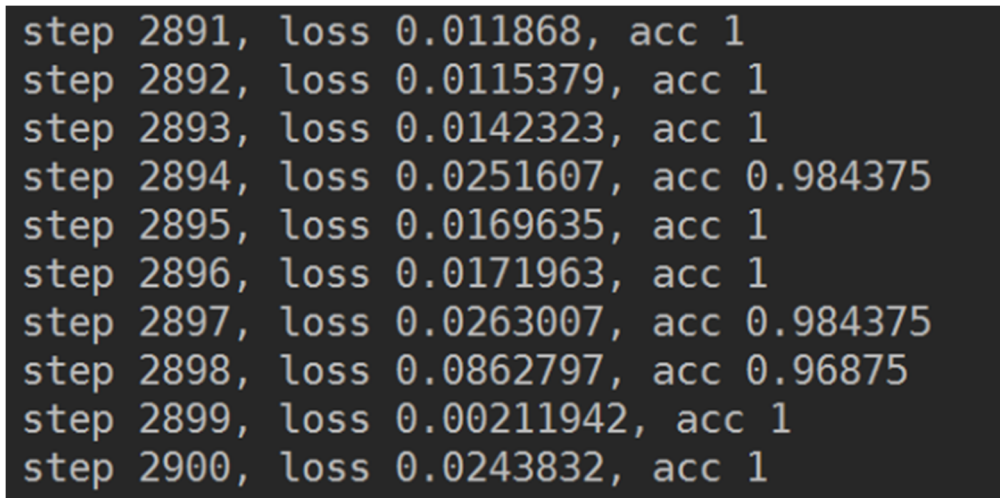 step 2891, loss 0.011868, acc 1
step 2892, loss 0.0115379, acc 1
step 2893, loss 0.0142323, acc 1
step 2894, loss 0.0251607, acc 0.984375
step 2895, loss 0.0169635, acc 1
step 2896, loss 0.0171963, acc 1
step 2897, loss 0.0263007, acc 0.984375
step 2898, loss 0.0862797, acc 0.96875
step 2899, loss 0.00211942, acc 1
step 2900, loss 0.0243832, acc 1